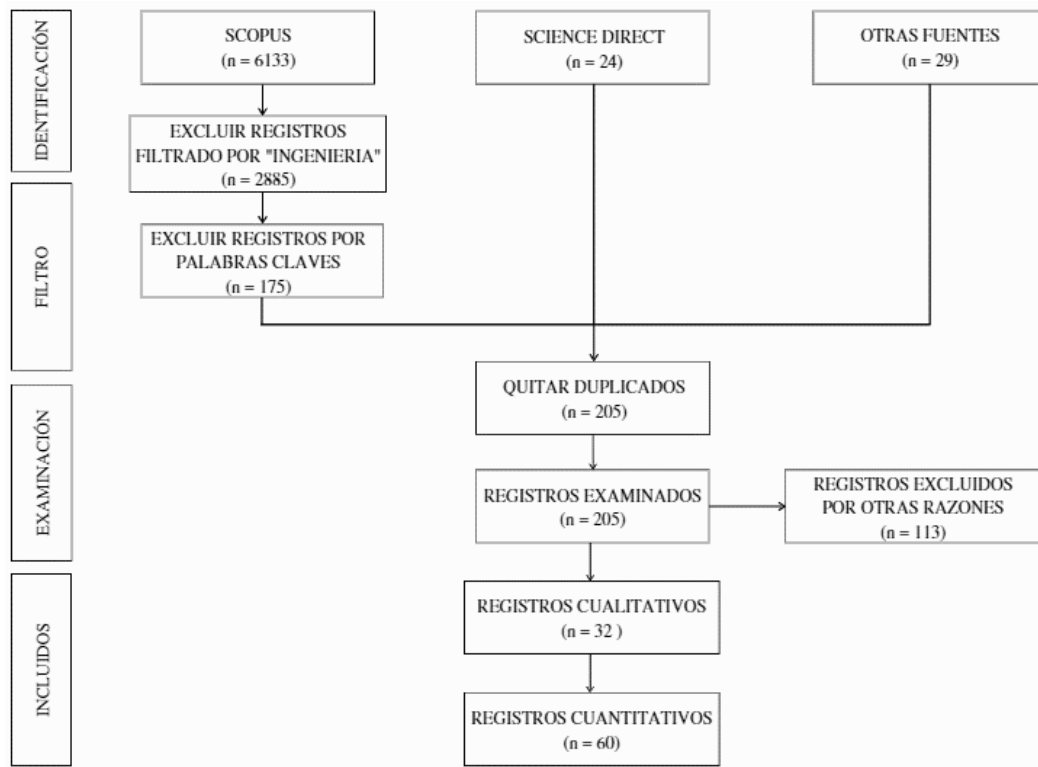 IDENTIFICACIÓN
SCOPUS
(n = 6133)
SCIENCE DIRECT
(n = 24)
OTRAS FUENTES
(n = 29)
EXCLUIR REGISTROS
FILTRADO POR "INGENIERIA"
(n = 2885)
FILTRO
EXCLUIR REGISTROS POR
PALABRAS CLAVES
(n = 175)
QUITAR DUPLICADOS
(n = 205)
EXAMINACIÓN
REGISTROS EXAMINADOS
(n = 205)
REGISTROS EXCLUIDOS
POR OTRAS RAZONES
(n = 113)
INCLUIDOS
REGISTROS CUALITATIVOS
(n = 32 )
REGISTROS CUANTITATIVOS
(n = 60)